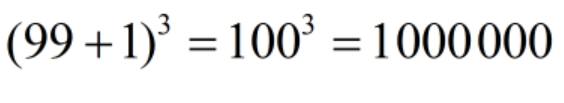 (99 + 1)³ = 100³ = 1000000